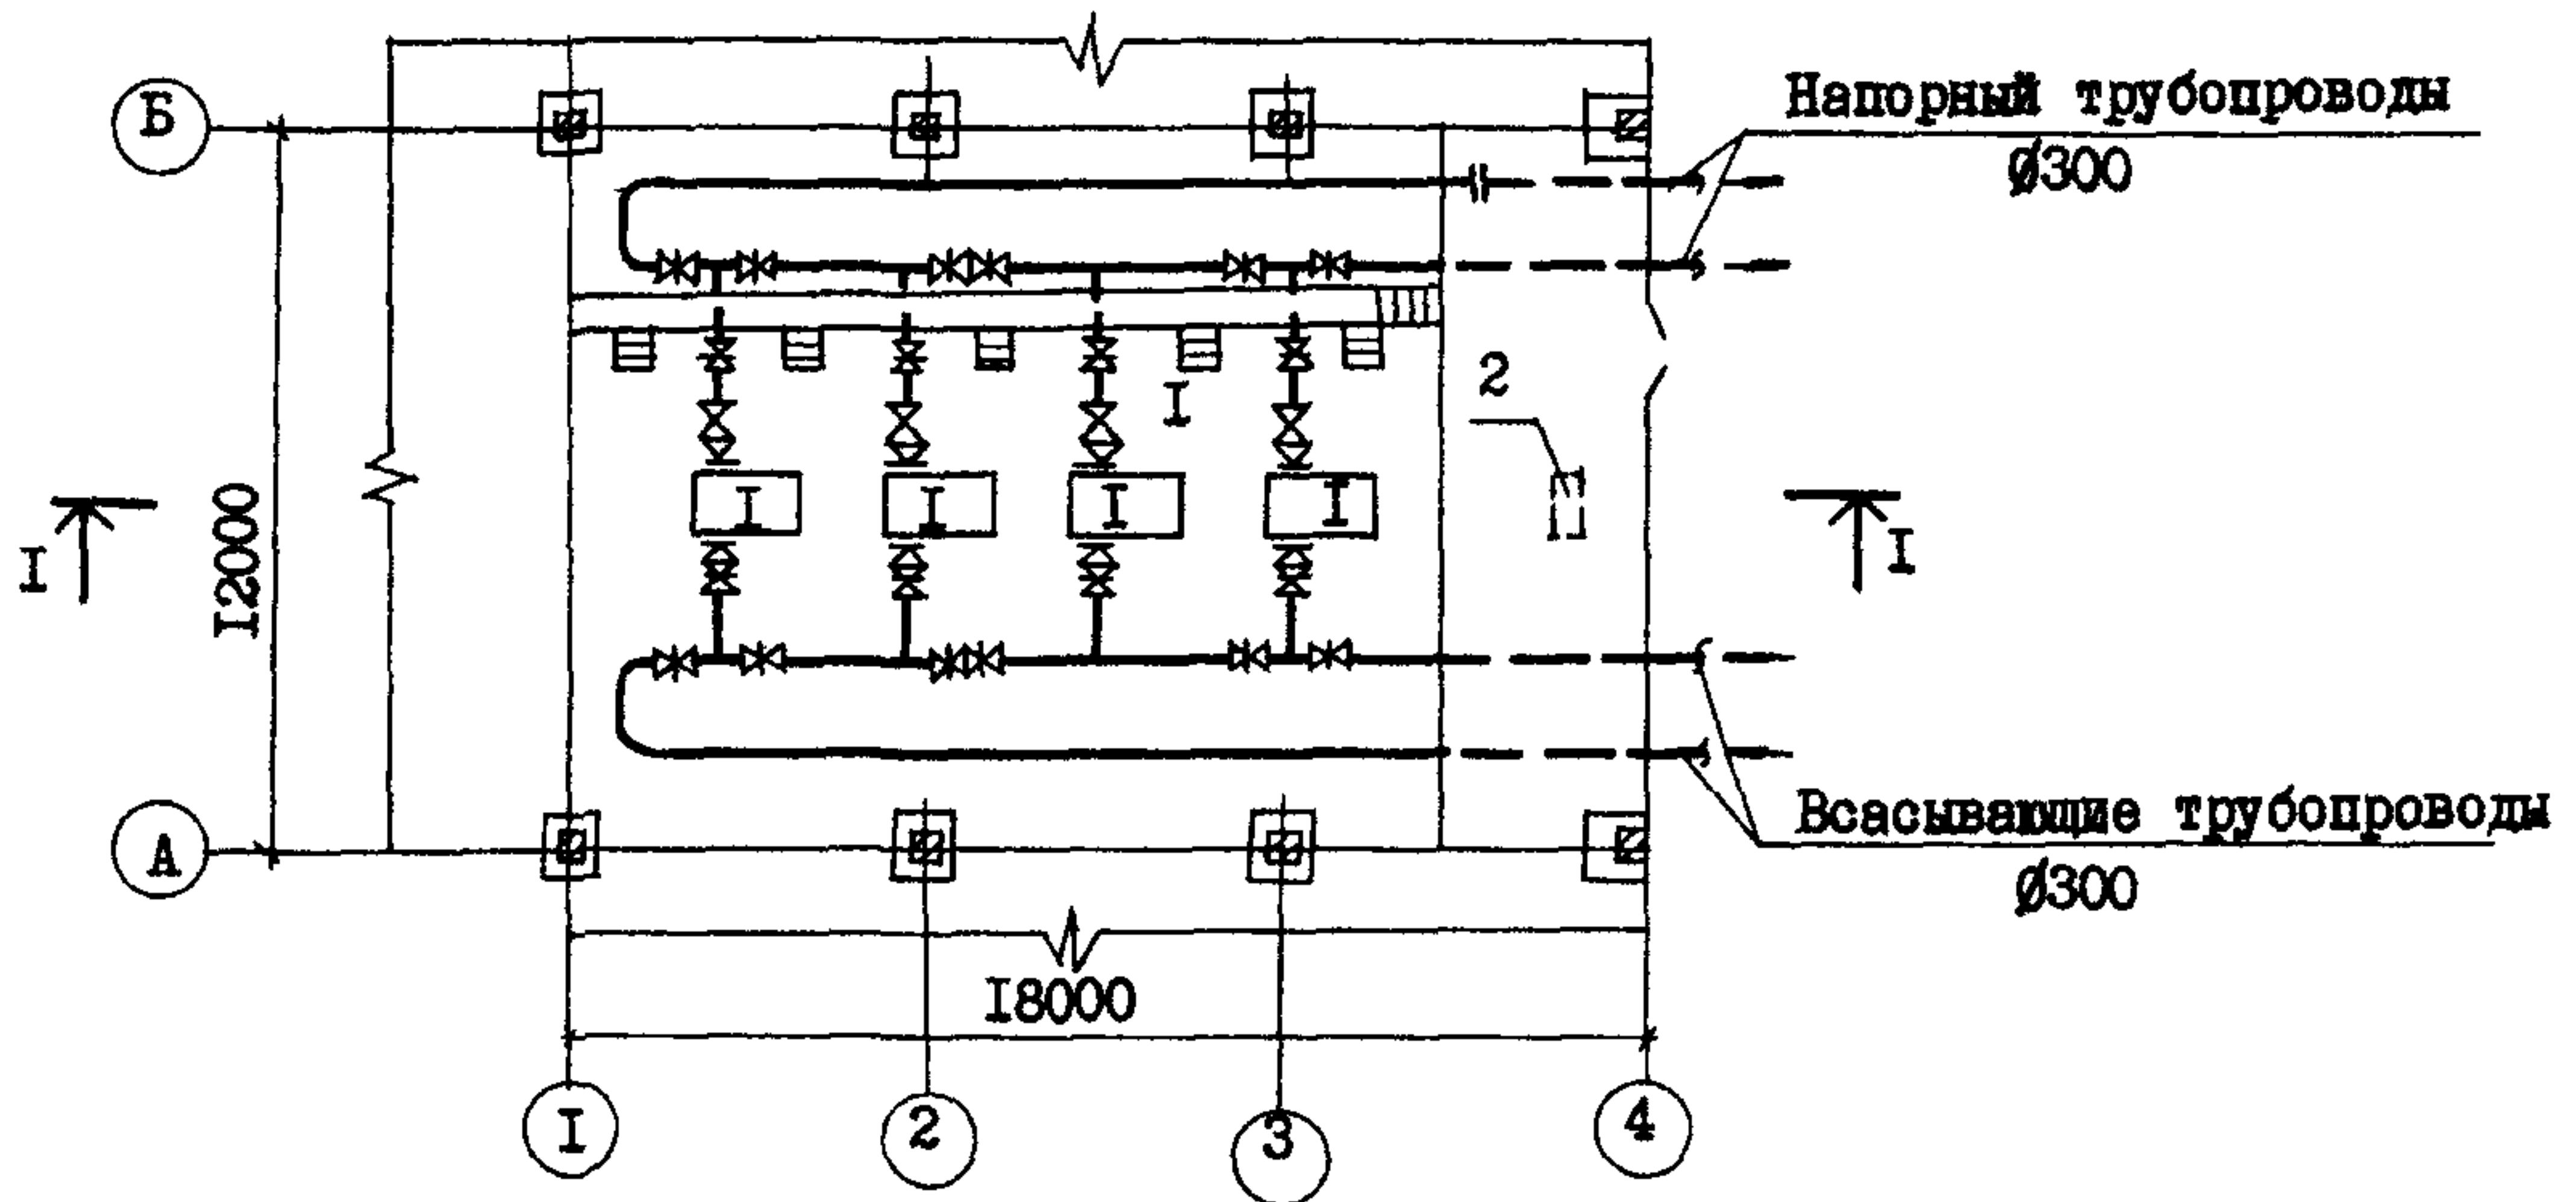 Б
Напорный трубопроводы
Ø300
2
I
I I I I
I
I
I2000
Всасывающие трубопроводы
Ø300
А
I8000
I
2
3
4